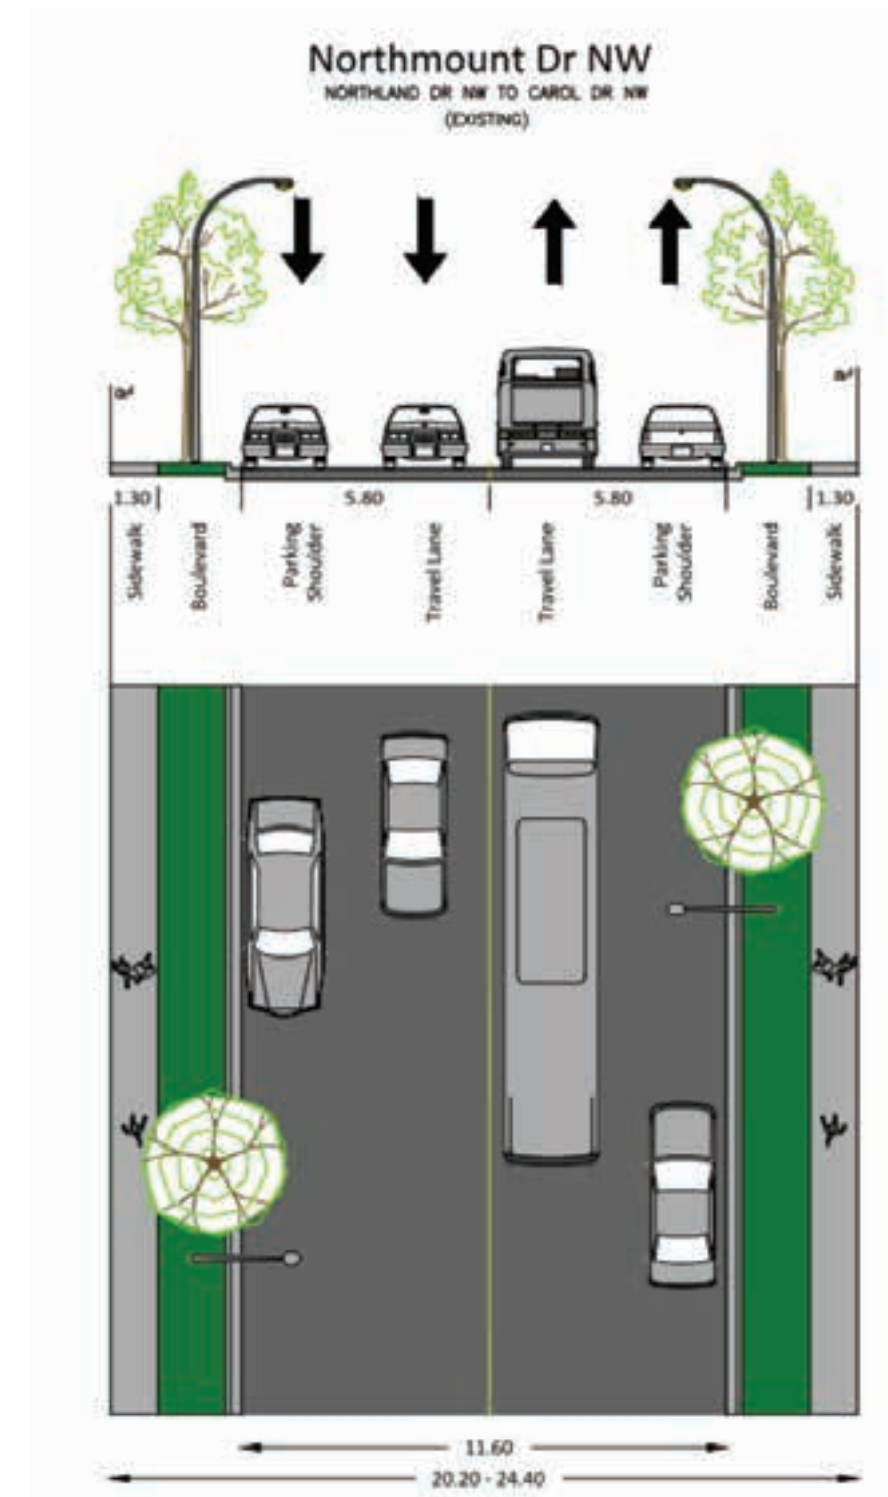 Northmount Dr NW
NORTHLAND DR NW TO CAROL DR NW
(EXISTING)
1.30
5.80
5.80
1.30
Sidewalk
Boulevard
Parking
Shoulder
Travel Lane
Travel Lane
Parking
Shoulder
Boulevard
Sidewalk
11.60
20.20 - 24.40